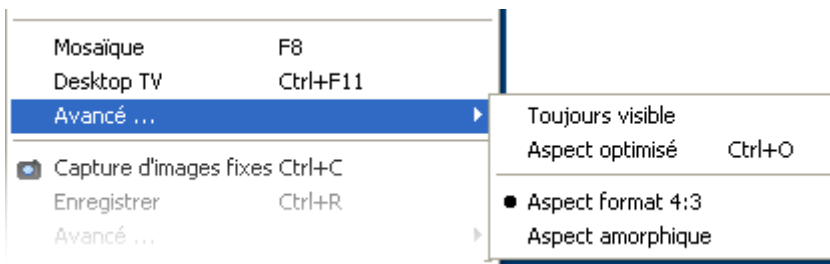 Mosaïque F8
Desktop TV Ctrl+F11
Avancé ...
Capture d'images fixes Ctrl+C
Enregistrer Ctrl+R
Avancé ...
Toujours visible
Aspect optimisé Ctrl+O
Aspect format 4:3
Aspect amorphique